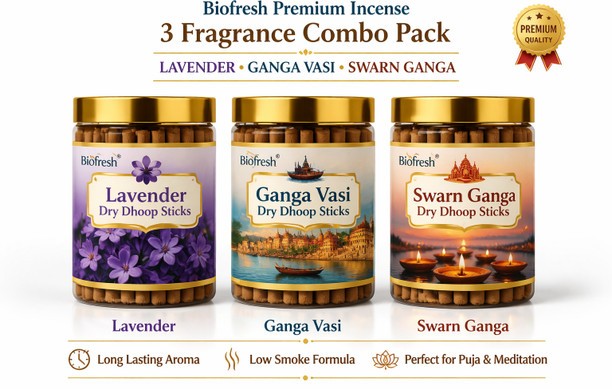 Biofresh Premium Incense
3 Fragrance Combo Pack
PREMIUM
QUALITY
LAVENDER • GANGA VASI • SWARN GANGA
Biofresh®
Lavender
Dry Dhoop Sticks
Biofresh®
Ganga Vasi
Dry Dhoop Sticks
Biofresh®
Swarn Ganga
Dry Dhoop Sticks
Lavender
Ganga Vasi
Swarn Ganga
Long Lasting Aroma
Low Smoke Formula
Perfect for Puja & Meditation